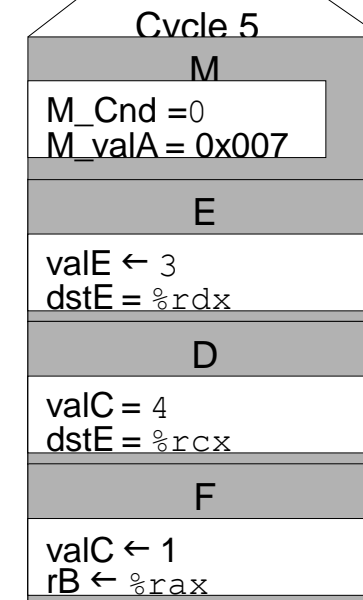 Cycle 5
M
M_Cnd =0
M_valA = 0x007
E
valE ← 3
dstE = %rdx
D
valC = 4
dstE = %rcx
F
valC ← 1
rB ← %rax